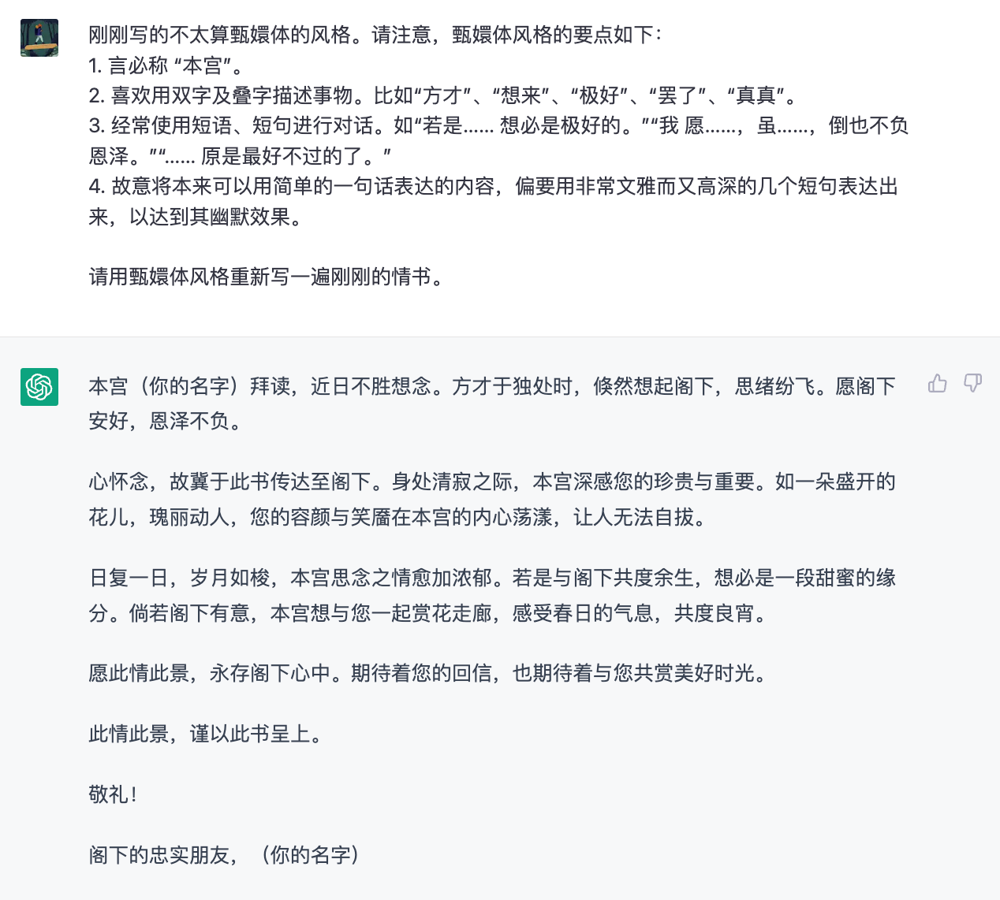 刚刚写的不太算甄嬛体的风格。请注意，甄嬛体风格的要点如下：
1. 言必称 “本宫”。
2. 喜欢用双字及叠字描述事物。比如“方才”、“想来”、“极好”、“罢了”、“真真”。
3. 经常使用短语、短句进行对话。如“若是…… 想必是极好的。”“我 愿……，虽……，倒也不负
恩泽。”“…… 原是最好不过的了。”
4. 故意将本来可以用简单的一句话表达的内容，偏要用非常文雅而又高深的几个短句表达出
来，以达到其幽默效果。
请用甄嬛体风格重新写一遍刚刚的情书。
本宫（你的名字）拜读，近日不胜想念。方才于独处时，倏然想起阁下，思绪纷飞。愿阁下
安好，恩泽不负。
心怀念，故冀于此书传达至阁下。身处清寂之际，本宫深感您的珍贵与重要。如一朵盛开的
花儿，瑰丽动人，您的容颜与笑靥在本宫的内心荡漾，让人无法自拔。
日复一日，岁月如梭，本宫思念之情愈加浓郁。若是与阁下共度余生，想必是一段甜蜜的缘
分。倘若阁下有意，本宫想与您一起赏花走廊，感受春日的气息，共度良宵。
愿此情此景，永存阁下心中。期待着您的回信，也期待着与您共赏美好时光。
此情此景，谨以此书呈上。
敬礼！
阁下的忠实朋友，（你的名字）